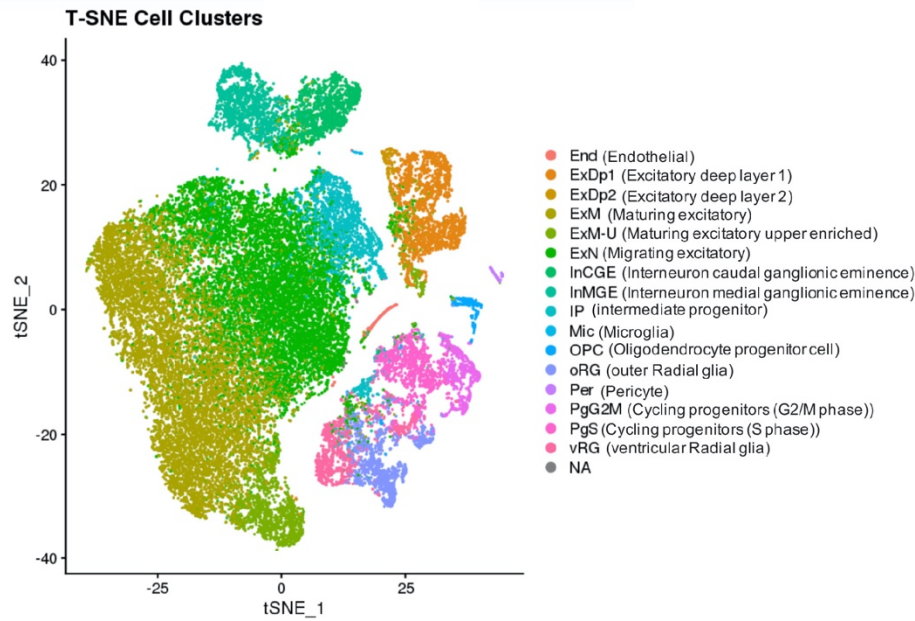 T-SNE Cell Clusters
40
20
0
-20
-40
tSNE_2
-25
0
25
tSNE_1
End (Endothelial)
ExDp1 (Excitatory deep layer 1)
ExDp2 (Excitatory deep layer 2)
ExM (Maturing excitatory)
ExM-U (Maturing excitatory upper enriched)
ExN (Migrating excitatory)
InCGE (Interneuron caudal ganglionic eminence)
InMGE (Interneuron medial ganglionic eminence)
IP (intermediate progenitor)
Mic (Microglia)
OPC (Oligodendrocyte progenitor cell)
oRG (outer Radial glia)
Per (Pericyte)
PgG2M (Cycling progenitors (G2/M phase))
PgS (Cycling progenitors (S phase))
vRG (ventricular Radial glia)
NA